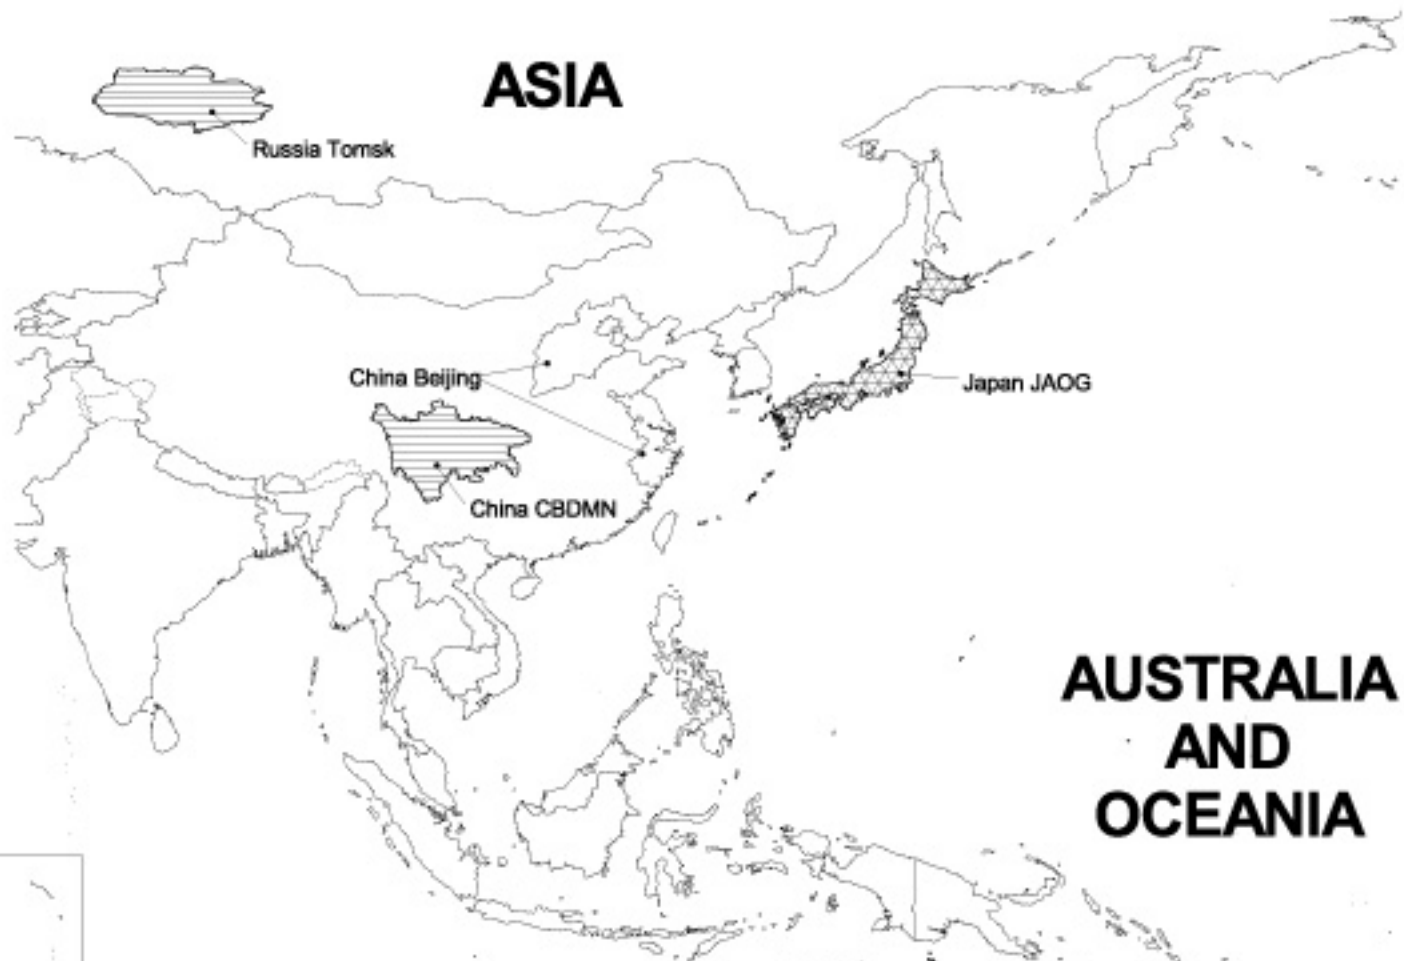 ASIA
Russia Tomsk
China Beijing
Japan JAOG
China CBDMN
AUSTRALIA
AND
OCEANIA